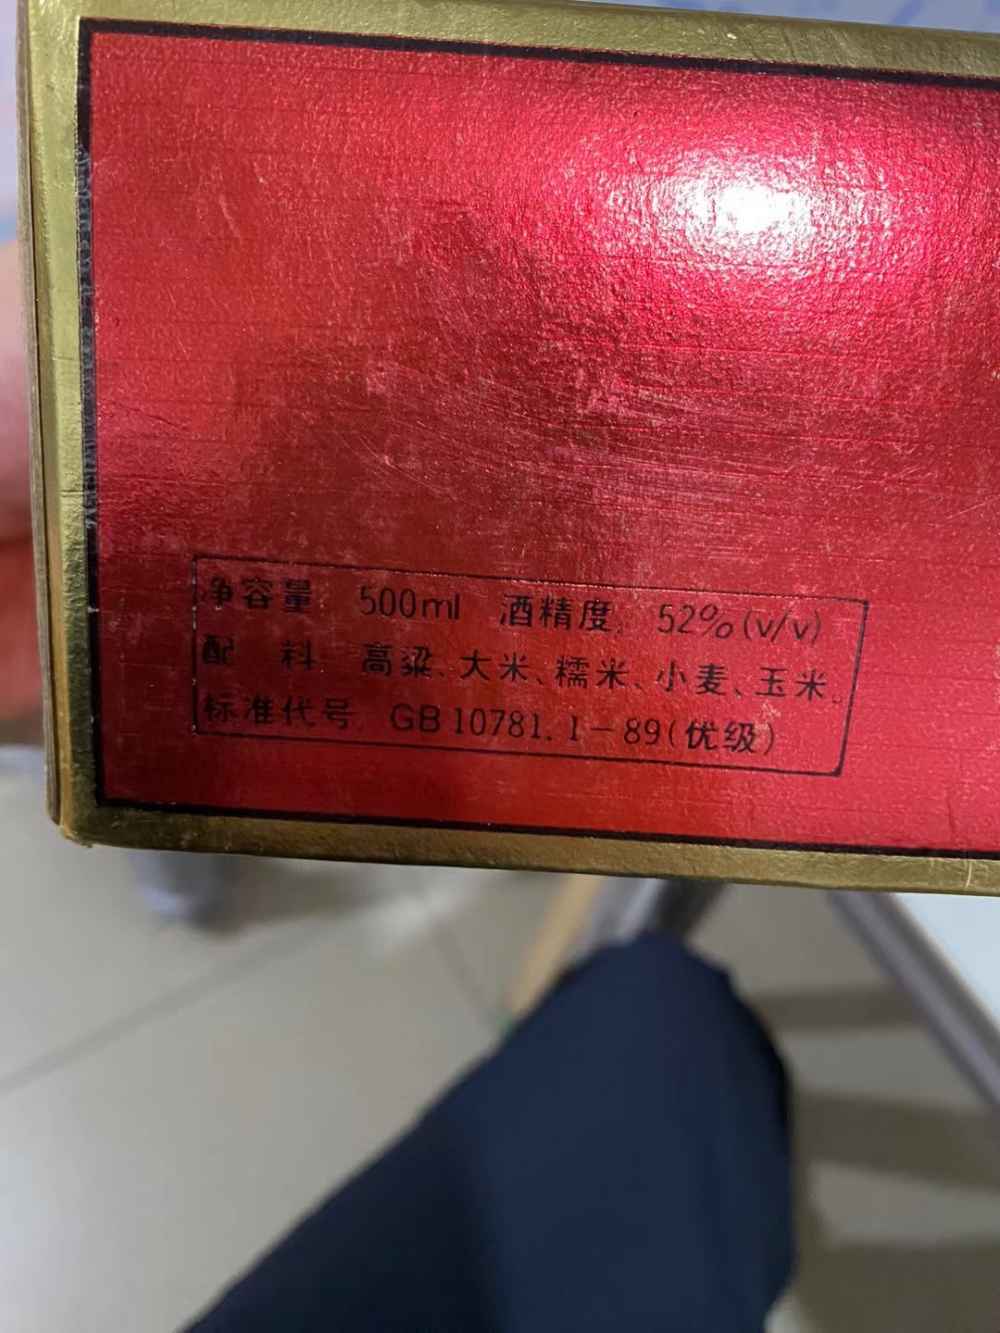 净容量 500ml 酒精度 52%(v/v)
配 料 高粱、大米、糯米、小麦、玉米。
标准代号 GB 10781.1-89(优级)